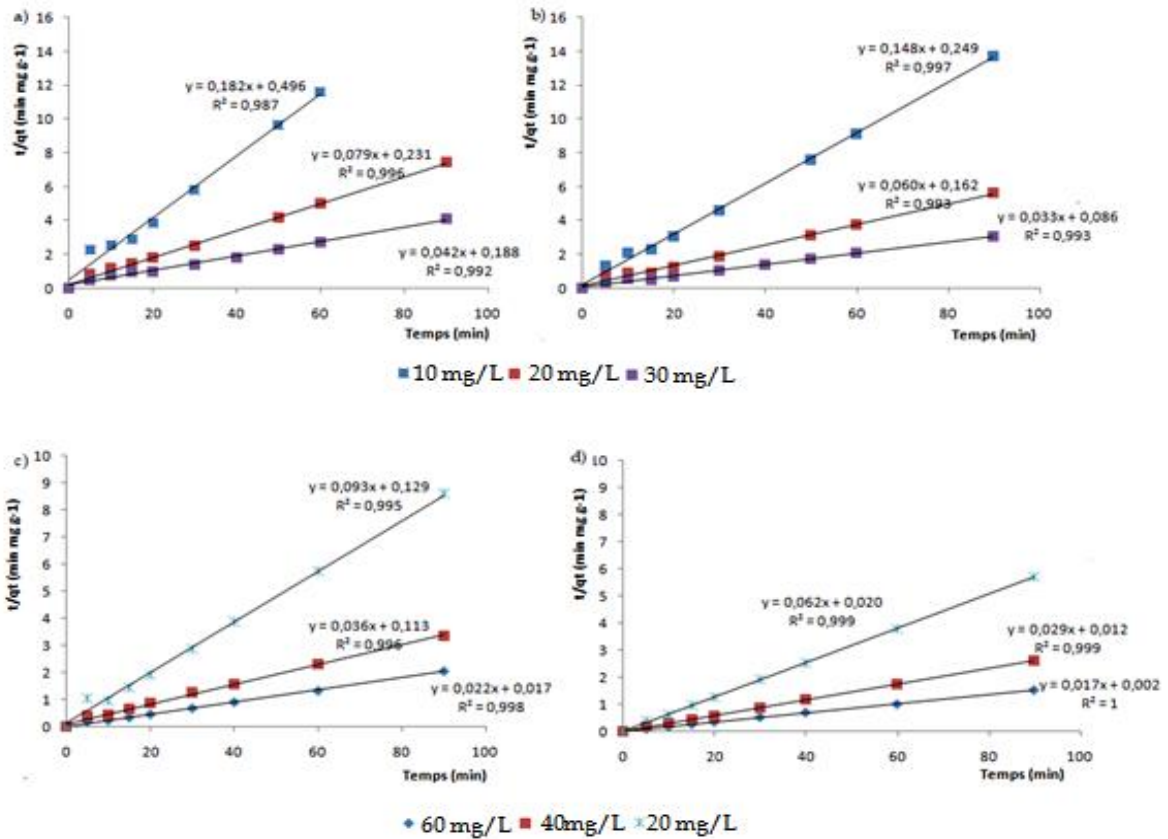 a)
t/qt (min mg g-1)
16
14
12
10
8
6
4
2
0
y = 0,182x + 0,496
R² = 0,987
y = 0,079x + 0,231
R² = 0,996
y = 0,042x + 0,188
R² = 0,992
0 20 40 60 80 100
Temps (min)
b)
t/qt (min mg g-1)
16
14
12
10
8
6
4
2
0
y = 0,148x + 0,249
R² = 0,997
y = 0,060x + 0,162
R² = 0,993
y = 0,033x + 0,086
R² = 0,993
0 20 40 60 80 100
Temps (min)
10 mg/L 20 mg/L 30 mg/L
c)
t/qt (min mg g-1)
10
9
8
7
6
5
4
3
2
1
0
y = 0,093x + 0,129
R² = 0,995
y = 0,036x + 0,113
R² = 0,996
y = 0,022x + 0,017
R² = 0,998
0 20 40 60 80 100
Temps (min)
d)
t/qt (min mg g-1)
10
9
8
7
6
5
4
3
2
1
0
y = 0,062x + 0,020
R² = 0,999
y = 0,029x + 0,012
R² = 0,999
y = 0,017x + 0,002
R² = 1
0 20 40 60 80 100
Temps (min)
60 mg/L 40mg/L 20 mg/L